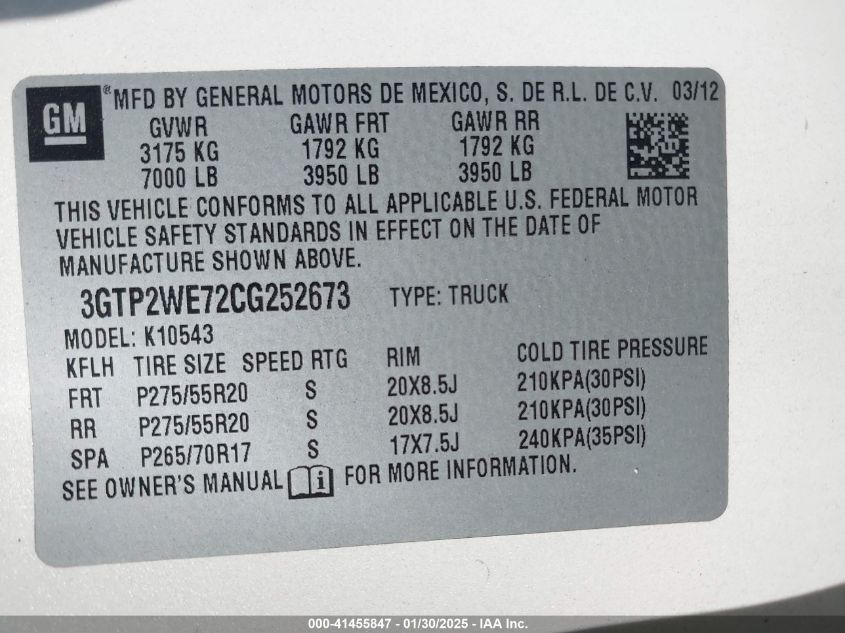 GM ® MFD BY GENERAL MOTORS DE MEXICO, S. DE R.L. DE C.V. 03/12
GVWR GAWR FRT GAWR RR
3175 KG 1792 KG 1792 KG
7000 LB 3950 LB 3950 LB
THIS VEHICLE CONFORMS TO ALL APPLICABLE U.S. FEDERAL MOTOR
VEHICLE SAFETY STANDARDS IN EFFECT ON THE DATE OF
MANUFACTURE SHOWN ABOVE.
3GTP2WE72CG252673 TYPE: TRUCK
MODEL: K10543
KFLH TIRE SIZE SPEED RTG RIM COLD TIRE PRESSURE
FRT P275/55R20 S 20X8.5J 210KPA(30PSI)
RR P275/55R20 S 20X8.5J 210KPA(30PSI)
SPA P265/70R17 S 17X7.5J 240KPA(35PSI)
SEE OWNER'S MANUAL i FOR MORE INFORMATION.
000-41455847 - 01/30/2025 - IAA Inc.